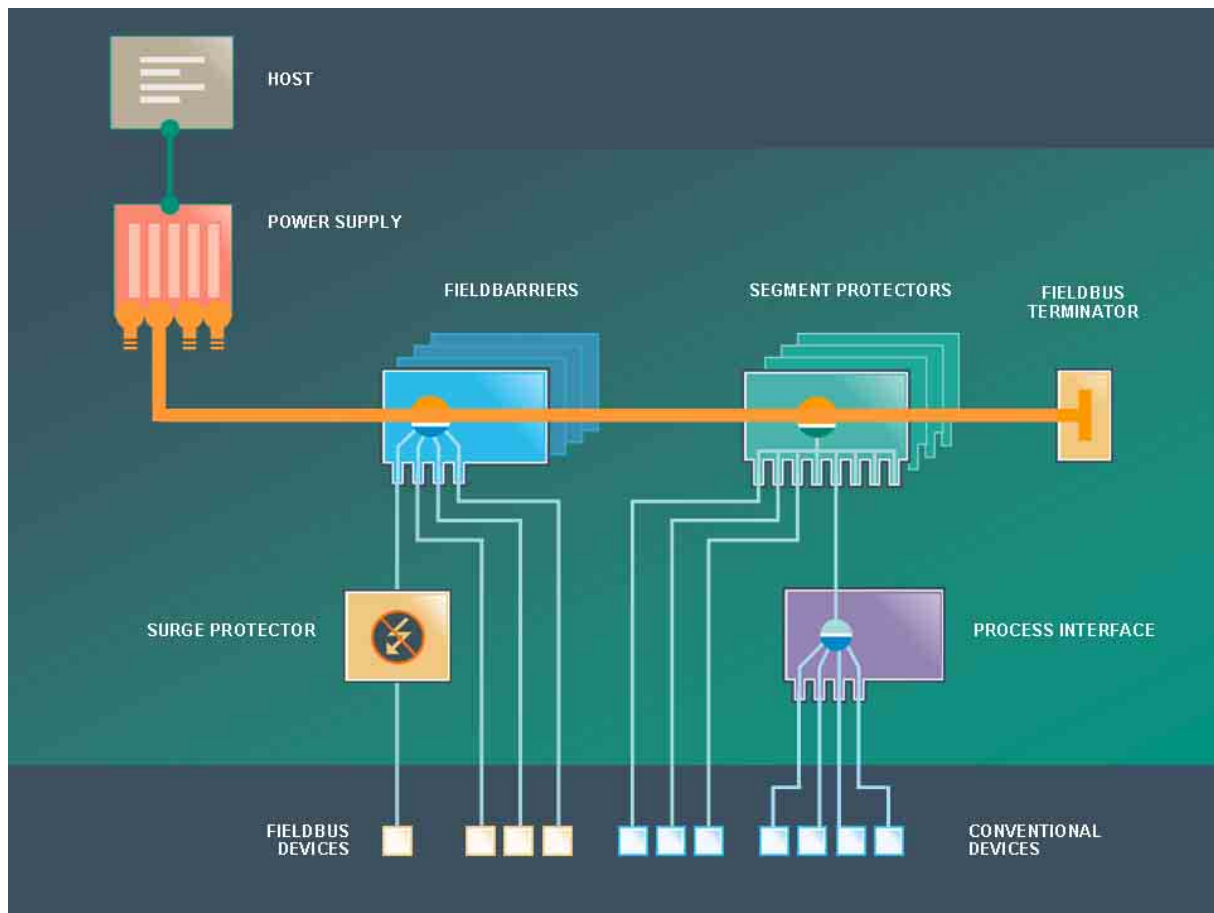 HOST
POWER SUPPLY
FIELDBARRIERS
SEGMENT PROTECTORS
FIELDBUS
TERMINATOR
SURGE PROTECTOR
PROCESS INTERFACE
FIELDBUS
DEVICES
CONVENTIONAL
DEVICES